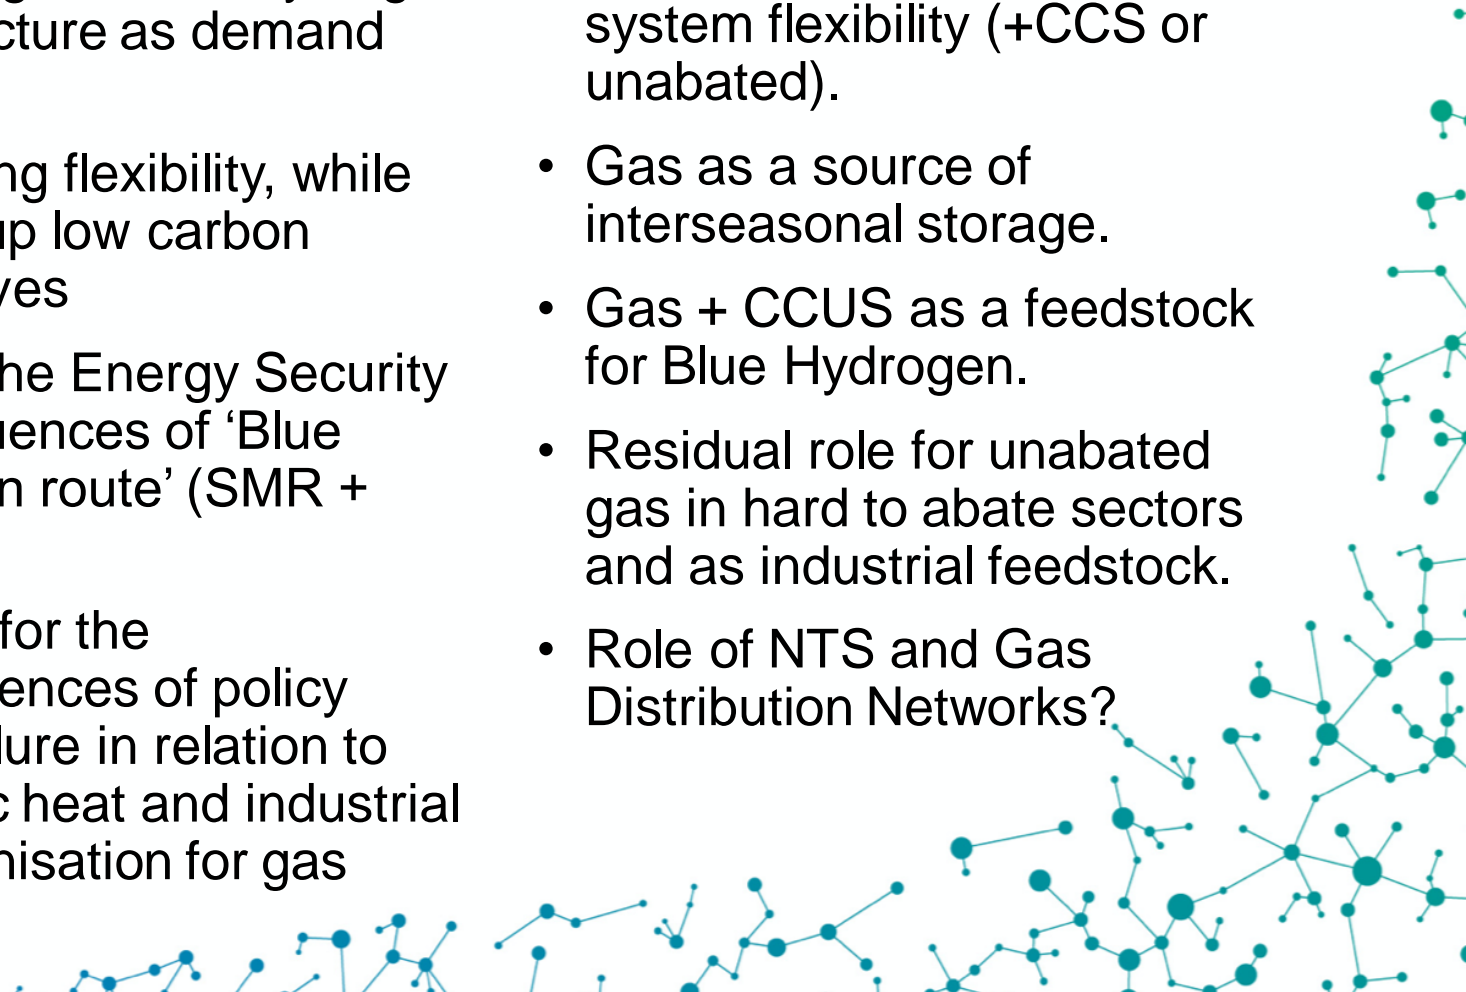 cture as demand
flexibility, while
up low carbon
he Energy Security
uences of ‘Blue
n route’ (SMR +
for the
ences of policy
lure in relation to
c heat and industrial
nisation for gas
system flexibility (+CCS or
unabated).
• Gas as a source of
interseasonal storage.
• Gas + CCUS as a feedstock
for Blue Hydrogen.
• Residual role for unabated
gas in hard to abate sectors
and as industrial feedstock.
• Role of NTS and Gas
Distribution Networks?